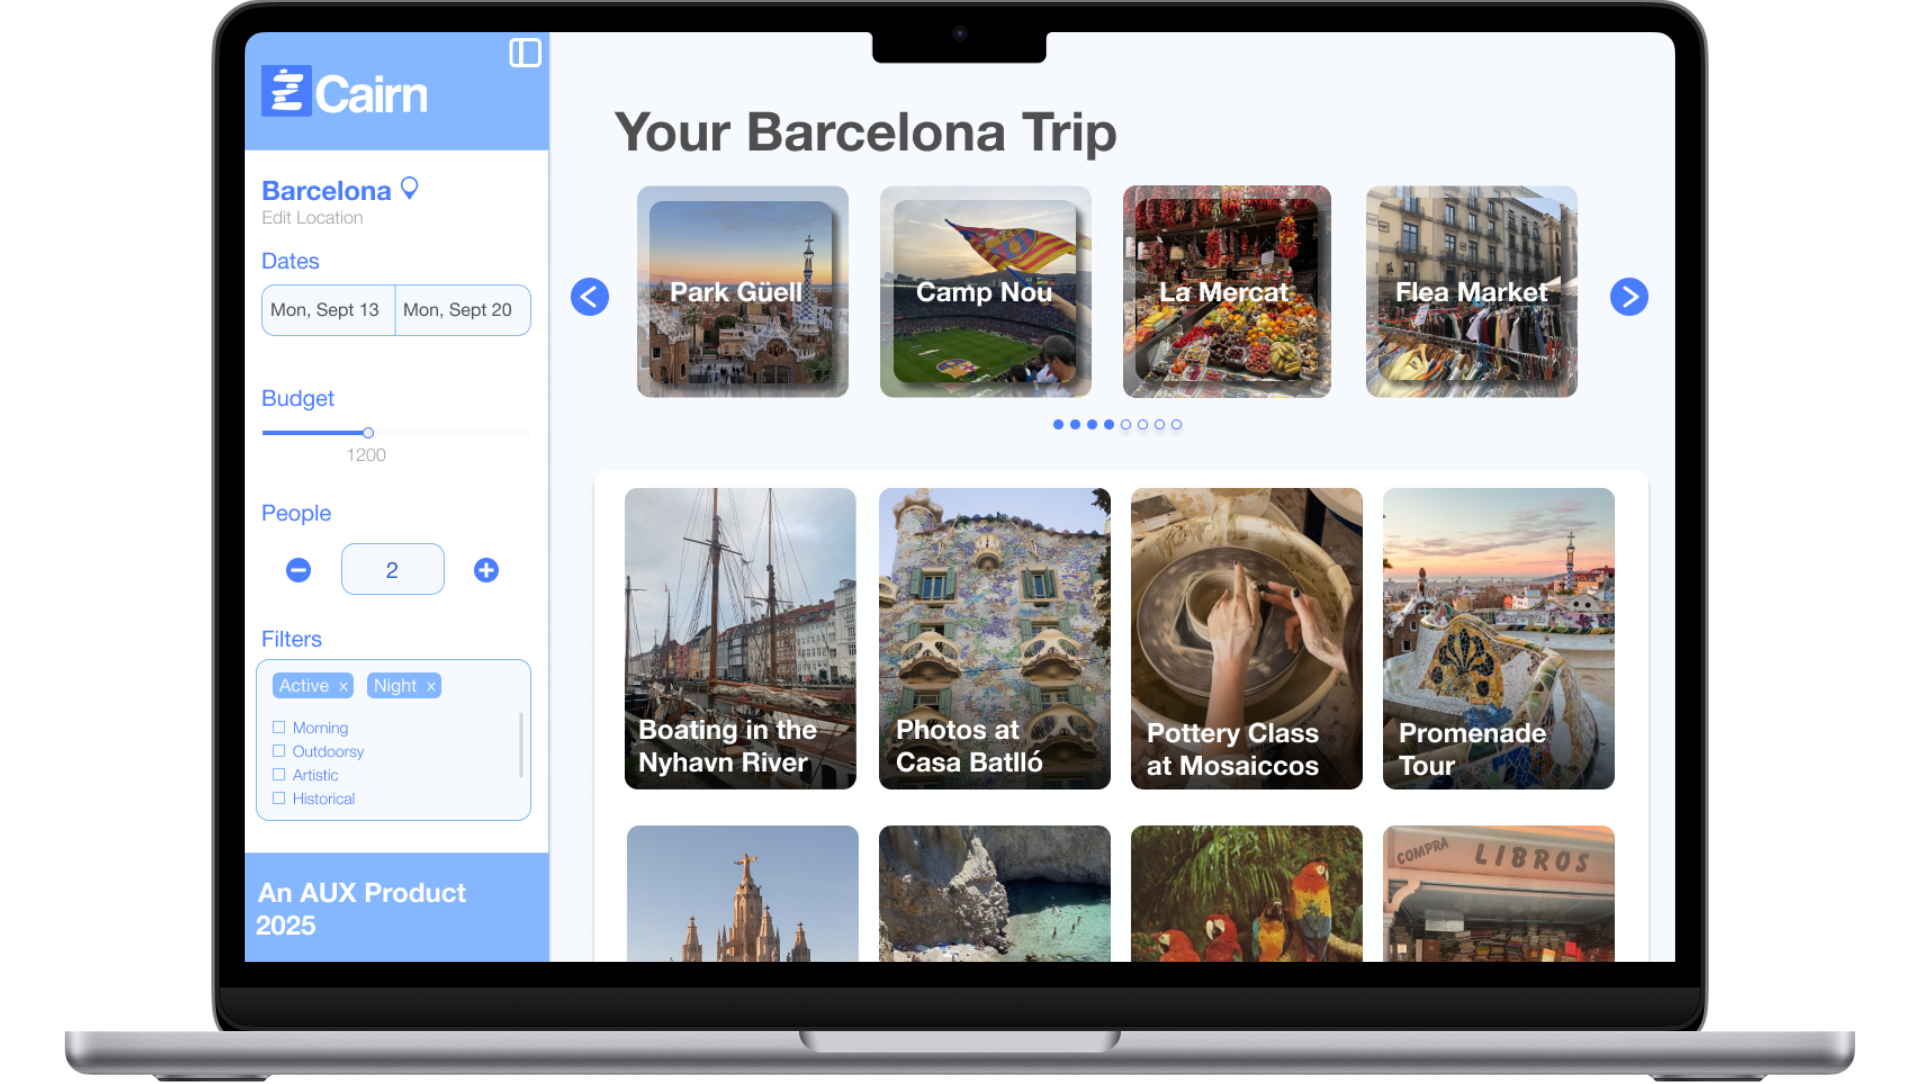 Cairn
Barcelona
Edit Location
Dates
Mon, Sept 13
Mon, Sept 20
Budget
1200
People
2
Filters
Active x
Night x
Morning
Outdoorsy
Artistic
Historical
An AUX Product
2025
Your Barcelona Trip
Park Güell
Camp Nou
La Mercat
Flea Market
Boating in the
Nyhavn River
Photos at
Casa Batlló
Pottery Class
at Mosaiccos
Promenade
Tour
COMPRA LIBROS